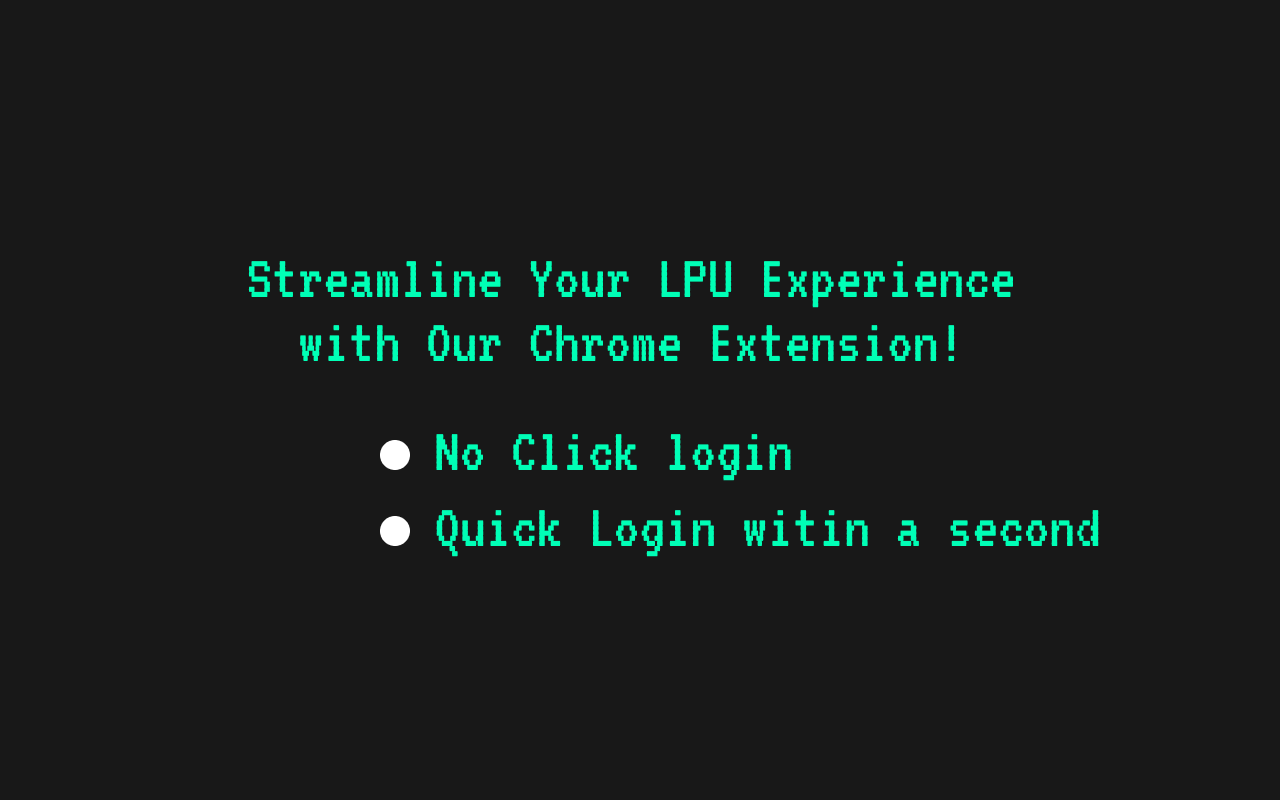 Streamline Your LPU Experience
with Our Chrome Extension!
No Click login
Quick Login witin a second